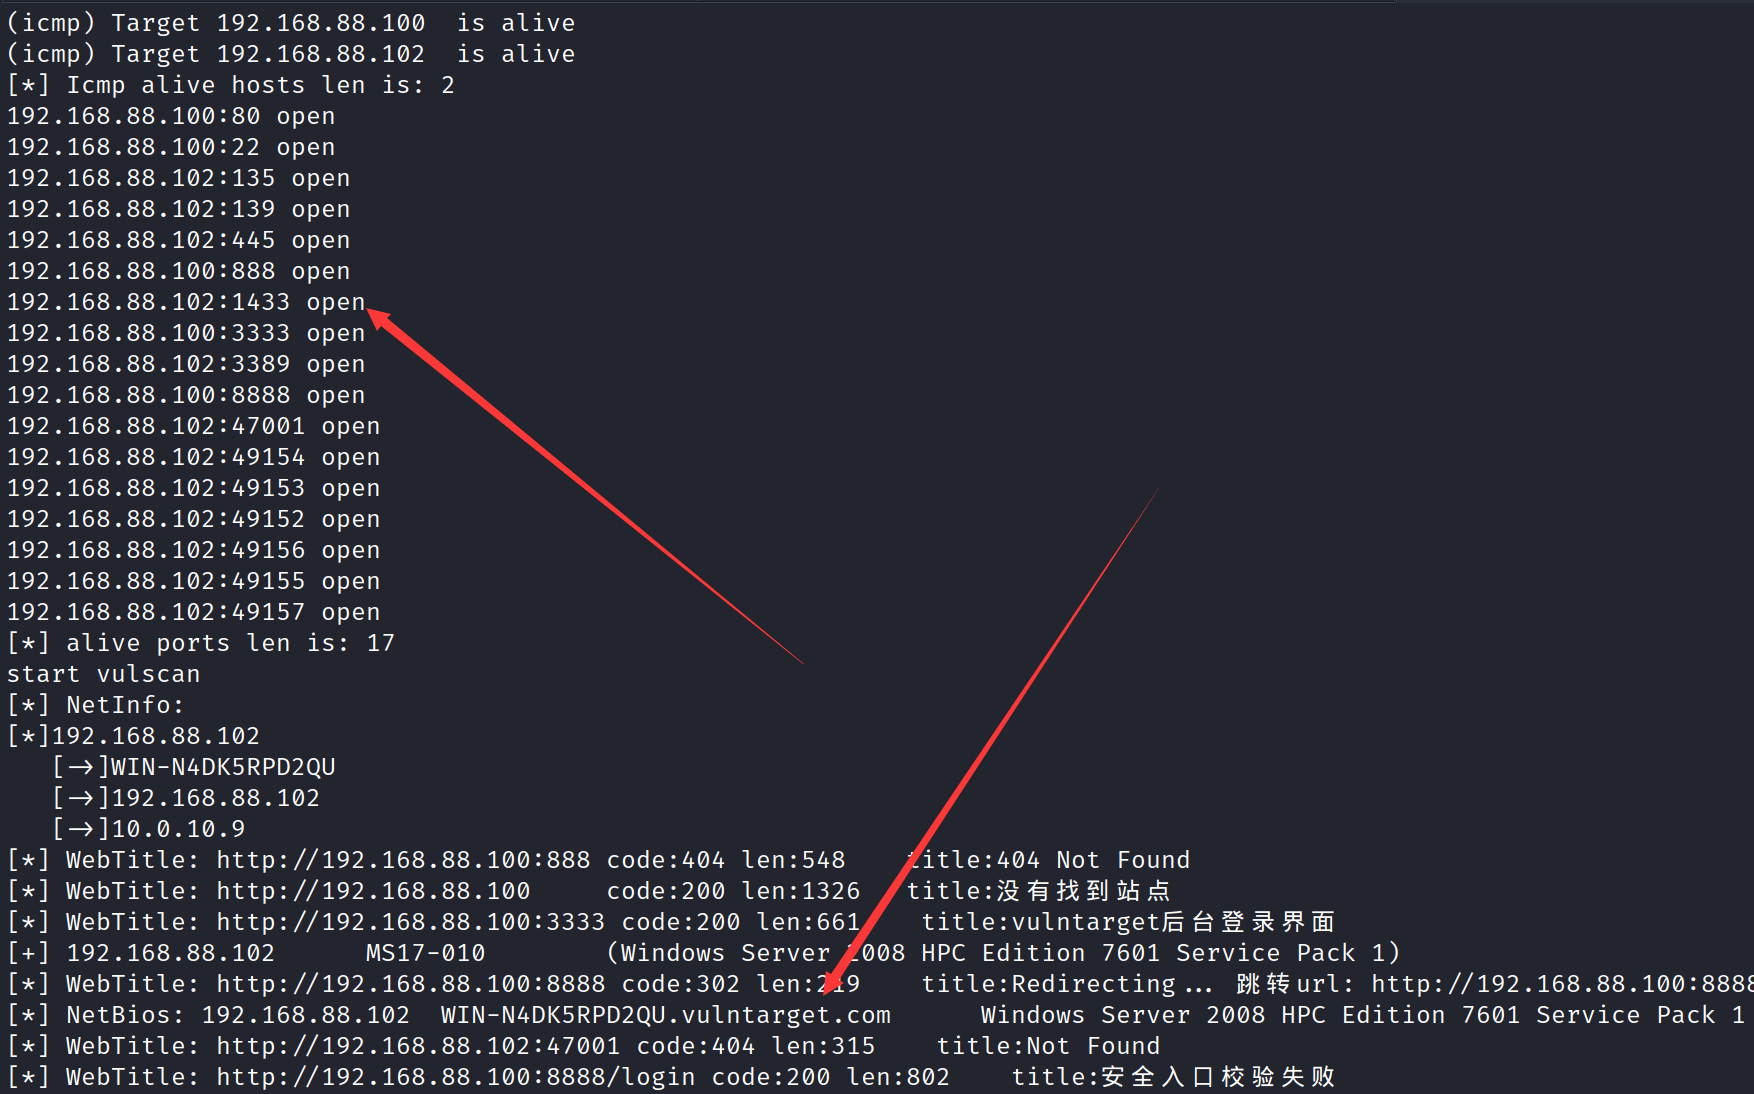 (icmp) Target 192.168.88.100  is alive
(icmp) Target 192.168.88.102  is alive
[*] Icmp alive hosts len is: 2
192.168.88.100:80 open
192.168.88.100:22 open
192.168.88.102:135 open
192.168.88.102:139 open
192.168.88.102:445 open
192.168.88.100:888 open
192.168.88.102:1433 open
192.168.88.100:3333 open
192.168.88.102:3389 open
192.168.88.100:8888 open
192.168.88.102:47001 open
192.168.88.102:49154 open
192.168.88.102:49153 open
192.168.88.102:49152 open
192.168.88.102:49156 open
192.168.88.102:49155 open
192.168.88.102:49157 open
[*] alive ports len is: 17
start vulscan
[*] NetInfo:
[*]192.168.88.102
   [->]WIN-N4DK5RPD2QU
   [->]192.168.88.102
   [->]10.0.10.9
[*] WebTitle: http://192.168.88.100:888 code:404 len:548    title:404 Not Found
[*] WebTitle: http://192.168.88.100     code:200 len:1326   title:没有找到站点
[*] WebTitle: http://192.168.88.100:3333 code:200 len:661    title:vulntarget后台登录界面
[+] 192.168.88.102      MS17-010        (Windows Server 2008 HPC Edition 7601 Service Pack 1)
[*] WebTitle: http://192.168.88.100:8888 code:302 len:219    title:Redirecting... 跳转url: http://192.168.88.100:8888
[*] NetBios: 192.168.88.102  WIN-N4DK5RPD2QU.vulntarget.com      Windows Server 2008 HPC Edition 7601 Service Pack 1
[*] WebTitle: http://192.168.88.102:47001 code:404 len:315    title:Not Found
[*] WebTitle: http://192.168.88.100:8888/login code:200 len:802    title:安全入口校验失败